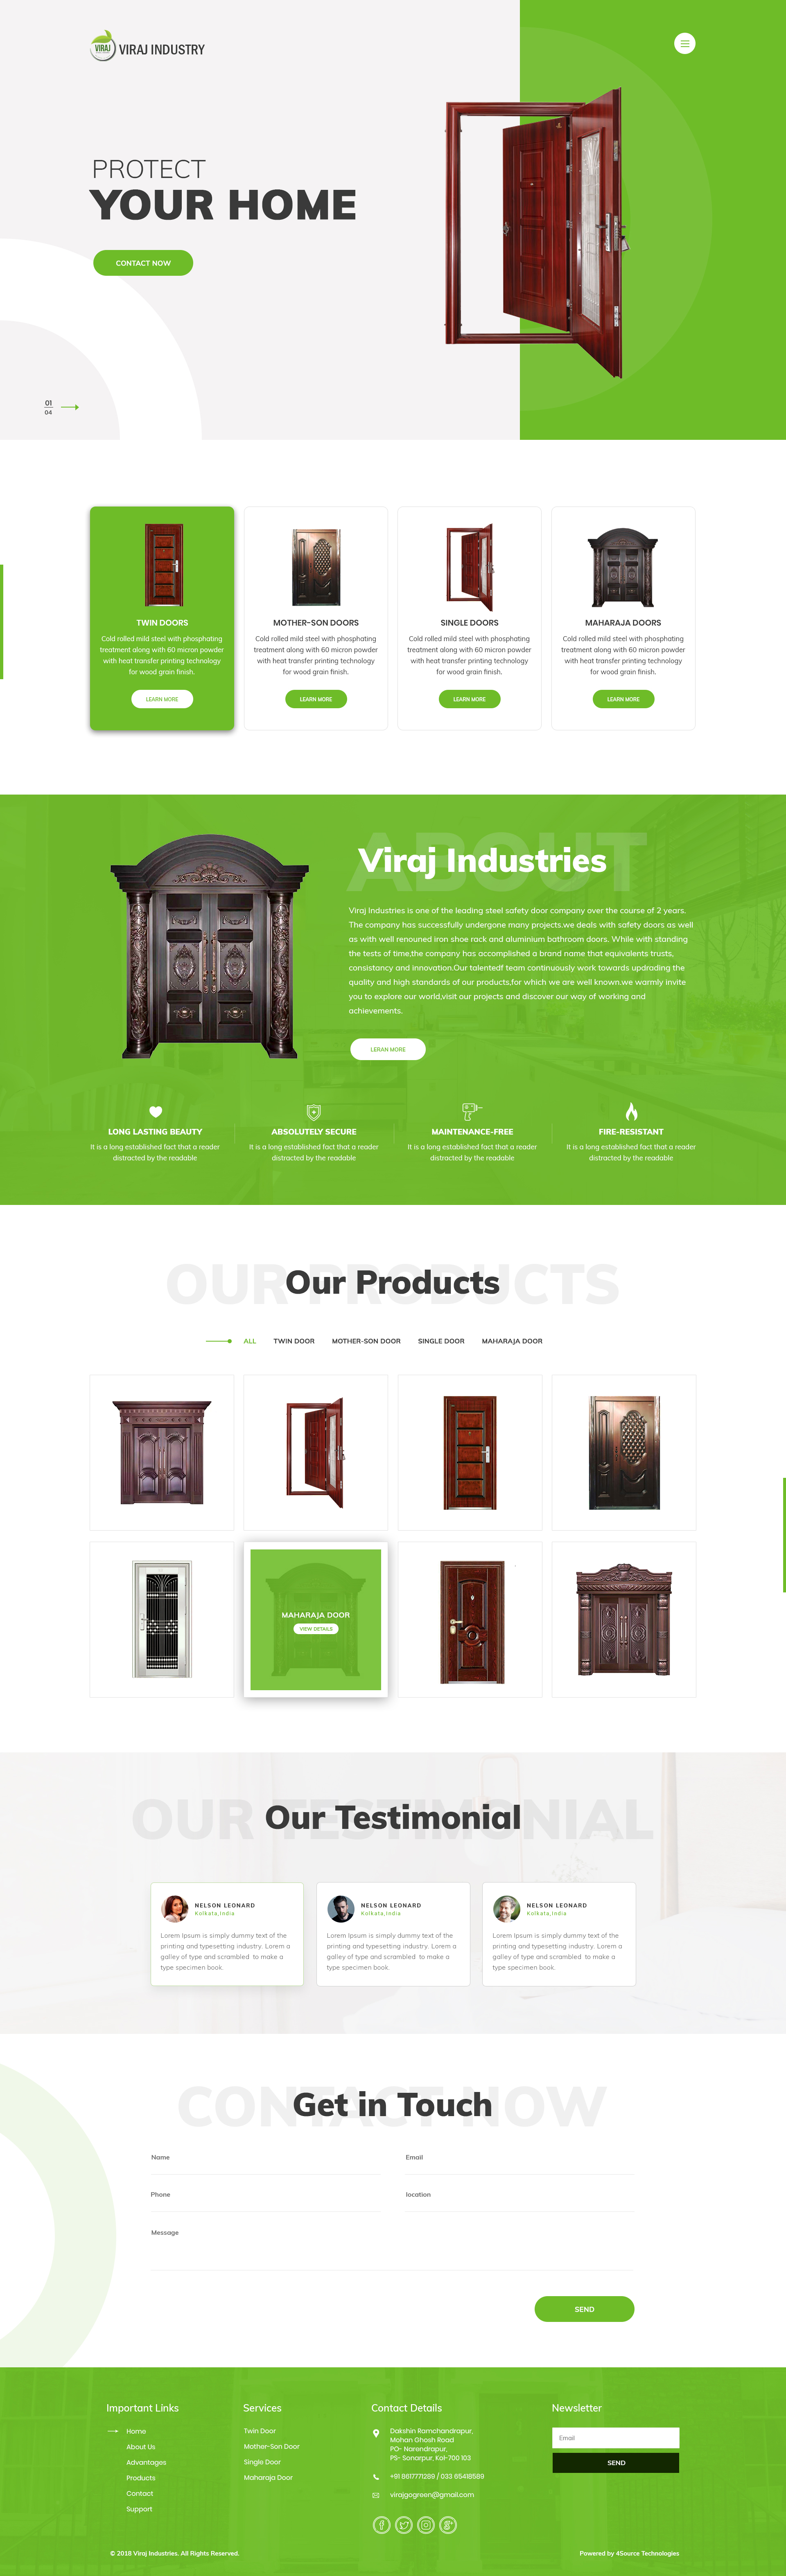 VIRAJ
VIRAJ INDUSTRY
PROTECT
YOUR HOME
CONTACT NOW
01
04
TWIN DOORS
Cold rolled mild steel with phosphating
treatment along with 60 micron powder
with heat transfer printing technology
for wood grain finish.
LEARN MORE
MOTHER-SON DOORS
Cold rolled mild steel with phosphating
treatment along with 60 micron powder
with heat transfer printing technology
for wood grain finish.
LEARN MORE
SINGLE DOORS
Cold rolled mild steel with phosphating
treatment along with 60 micron powder
with heat transfer printing technology
for wood grain finish.
LEARN MORE
MAHARAJA DOORS
Cold rolled mild steel with phosphating
treatment along with 60 micron powder
with heat transfer printing technology
for wood grain finish.
LEARN MORE
ABOUT
Viraj Industries
Viraj Industries is one of the leading steel safety door company over the course of 2 years.
The company has successfully undergone many projects.we deals with safety doors as well
as with well renouned iron shoe rack and aluminium bathroom doors. While with standing
the tests of time,the company has accomplished a brand name that equivalents trusts,
consistancy and innovation.Our talentedf team continuously work towards updrading the
quality and high standards of our products,for which we are well known.we warmly invite
you to explore our world,visit our projects and discover our way of working and
achievements.
LERAN MORE
LONG LASTING BEAUTY
It is a long established fact that a reader
distracted by the readable
ABSOLUTELY SECURE
It is a long established fact that a reader
distracted by the readable
MAINTENANCE-FREE
It is a long established fact that a reader
distracted by the readable
FIRE-RESISTANT
It is a long established fact that a reader
distracted by the readable
OUR PRODUCTS
Our Products
ALL TWIN DOOR MOTHER-SON DOOR SINGLE DOOR MAHARAJA DOOR
MAHARAJA DOOR
VIEW DETAILS
OUR TESTIMONIAL
Our Testimonial
NELSON LEONARD
Kolkata,India
Lorem Ipsum is simply dummy text of the
printing and typesetting industry. Lorem a
galley of type and scrambled to make a
type specimen book.
NELSON LEONARD
Kolkata,India
Lorem Ipsum is simply dummy text of the
printing and typesetting industry. Lorem a
galley of type and scrambled to make a
type specimen book.
NELSON LEONARD
Kolkata,India
Lorem Ipsum is simply dummy text of the
printing and typesetting industry. Lorem a
galley of type and scrambled to make a
type specimen book.
CONTACT NOW
Get in Touch
Name
Email
Phone
location
Message
SEND
Important Links
Home
About Us
Advantages
Products
Contact
Support
Services
Twin Door
Mother-Son Door
Single Door
Maharaja Door
Contact Details
Dakshin Ramchandrapur,
Mohan Ghosh Road
PO- Narendrapur,
PS- Sonarpur. Kol-700 103
+91 8617771289 / 033 65418589
virajgogreen@gmail.com
Newsletter
Email
SEND
© 2018 Viraj Industries. All Rights Reserved.
Powered by 4Source Technologies